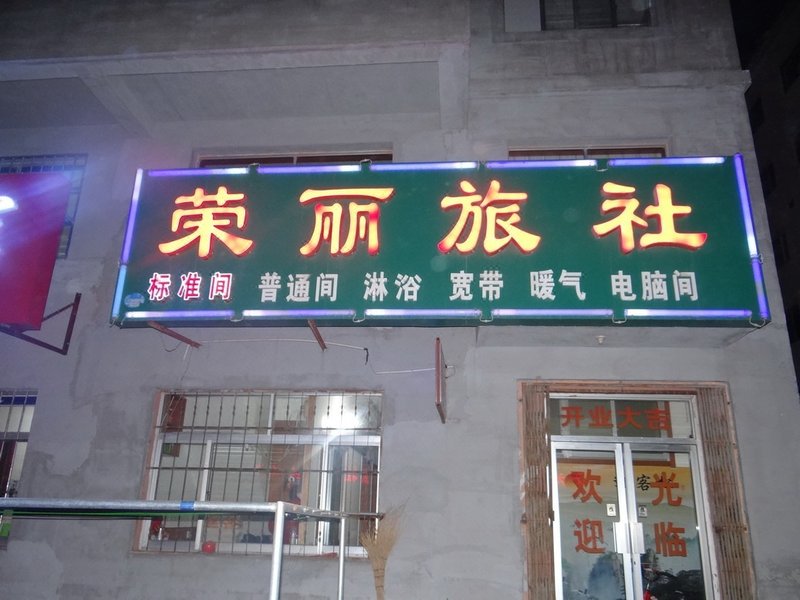 荣丽旅社
标准间 普通间 淋浴 宽带 暖气 电脑间
开业大吉
欢迎 光临
客